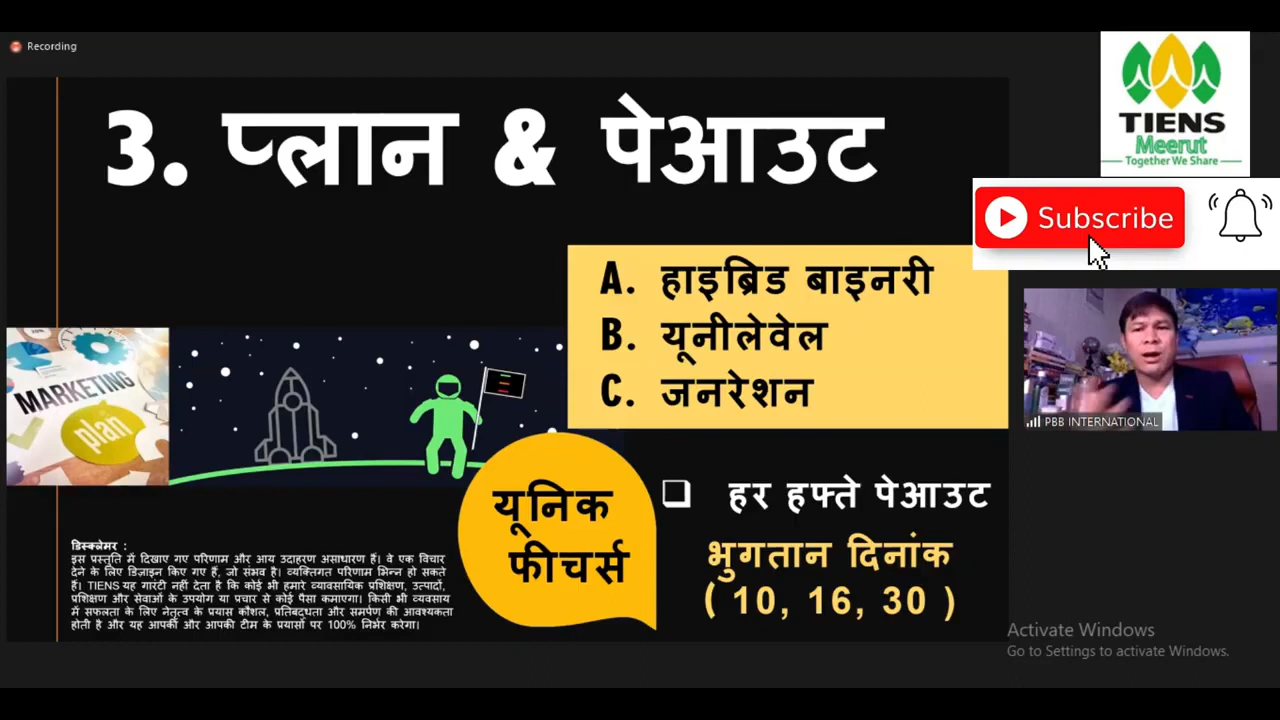 Recording
3. प्लान & पेआउट
TIENS
Meerut
Together We Share
Subscribe
A. हाइब्रिड बाइनरी
B. यूनीलेवेल
C. जनरेशन
MARKETING
plan
PBB INTERNATIONAL
यूनिक
फीचर्स
हर हफ्ते पेआउट
भुगतान दिनांक
( 10, 16, 30 )
डिस्क्लेमर :
इस प्रस्तुति में दिखाए गए परिणाम और आय उदाहरण असाधारण हैं। वे एक विचार
देने के लिए डिज़ाइन किए गए हैं, जो संभव है। व्यक्तिगत परिणाम भिन्न हो सकते
हैं। TIENS यह गारंटी नहीं देता है कि कोई भी हमारे व्यावसायिक प्रशिक्षण, उत्पादों,
प्रशिक्षण और सेवाओं के उपयोग या प्रचार से कोई पैसा कमाएगा। किसी भी व्यवसाय
में सफलता के लिए नेतृत्व के प्रयास कौशल, प्रतिबद्धता और समर्पण की आवश्यकता
होती है और यह आपकी और आपकी टीम के प्रयासों पर 100% निर्भर करेगा।
Activate Windows
Go to Settings to activate Windows.